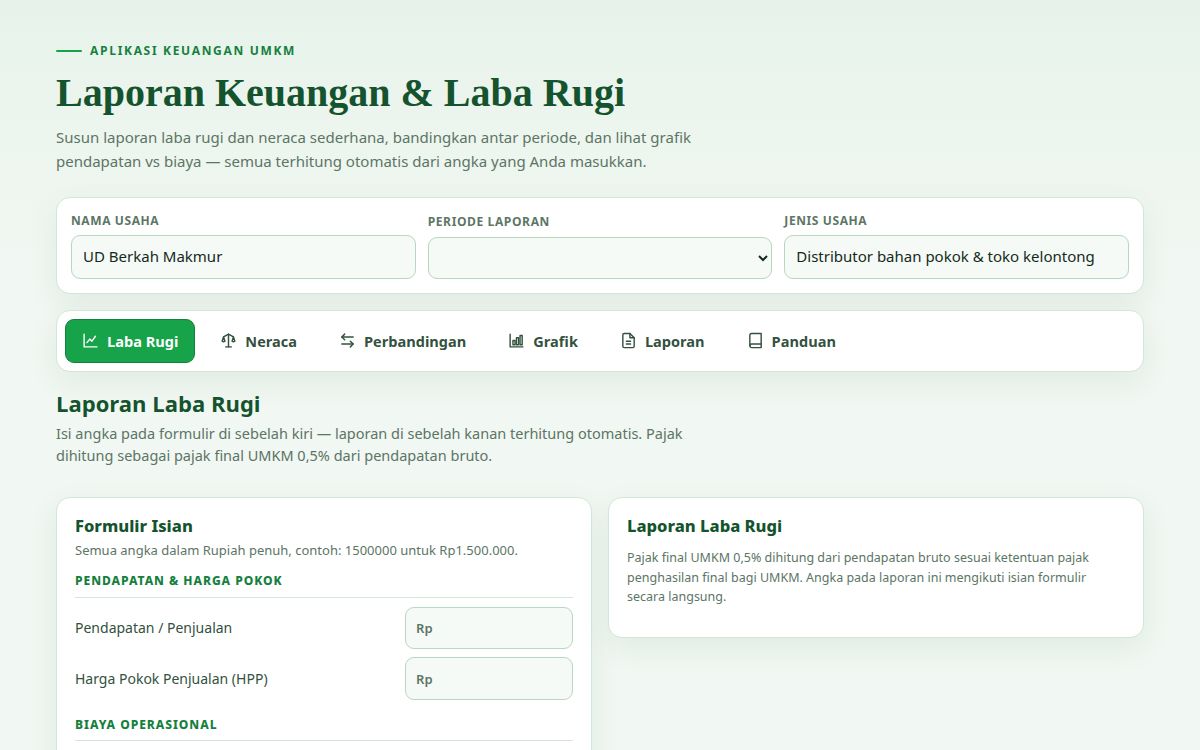 APLIKASI KEUANGAN UMKM
Laporan Keuangan & Laba Rugi
Susun laporan laba rugi dan neraca sederhana, bandingkan antar periode, dan lihat grafik
pendapatan vs biaya — semua terhitung otomatis dari angka yang Anda masukkan.
NAMA USAHA
PERIODE LAPORAN
JENIS USAHA
UD Berkah Makmur
Distributor bahan pokok & toko kelontong
Laba Rugi
Neraca
Perbandingan
Grafik
Laporan
Panduan
Laporan Laba Rugi
Isi angka pada formulir di sebelah kiri — laporan di sebelah kanan terhitung otomatis. Pajak
dihitung sebagai pajak final UMKM 0,5% dari pendapatan bruto.
Formulir Isian
Semua angka dalam Rupiah penuh, contoh: 1500000 untuk Rp1.500.000.
PENDAPATAN & HARGA POKOK
Pendapatan / Penjualan
Rp
Harga Pokok Penjualan (HPP)
Rp
BIAYA OPERASIONAL
Laporan Laba Rugi
Pajak final UMKM 0,5% dihitung dari pendapatan bruto sesuai ketentuan pajak
penghasilan final bagi UMKM. Angka pada laporan ini mengikuti isian formulir
secara langsung.